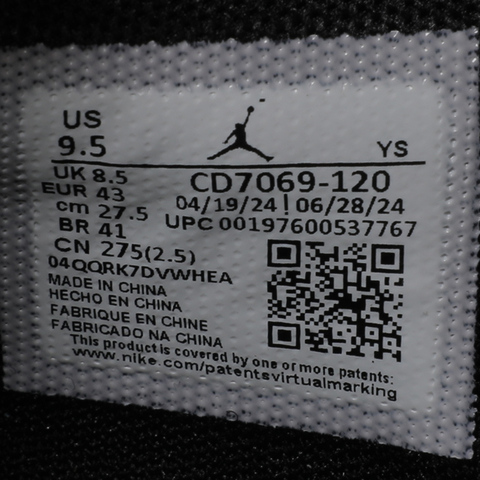 US
9.5
YS
UK 8.5
EUR 43
cm 27.5
BR 41
CN 275(2.5)
CD7069-120
04/19/24 | 06/28/24
UPC 00197600537767
04QQRK7DVWHEA
MADE IN CHINA
HECHO EN CHINA
FABRIQUE EN CHINE
FABRICADO NA CHINA
This product is covered by one or more patents:
www.nike.com/patentsvirtualmarking